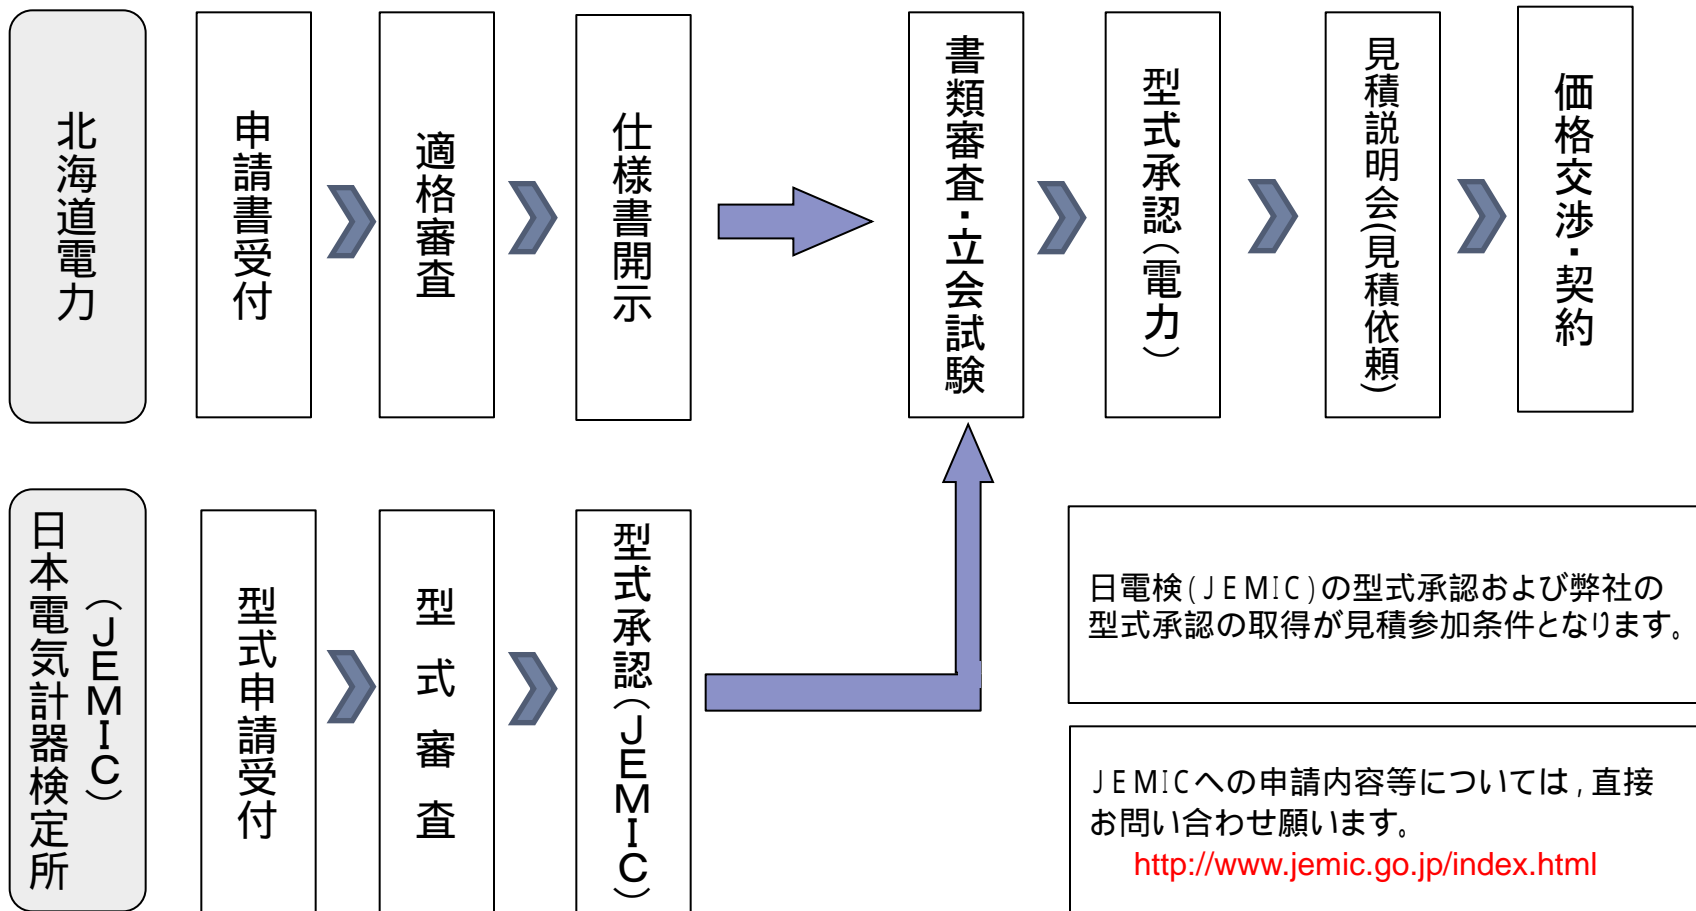 北海道電力
申請書受付
適格審査
仕様書開示
書類審査・立会試験
型式承認(電力)
見積説明会(見積依頼)
価格交渉・契約
日本電気計器検定所
(JEMIC)
型式申請受付
型式審査
型式承認(JEMIC)
日電検(JEMIC)の型式承認および弊社の
型式承認の取得が見積参加条件となります。
JEMICへの申請内容等については,直接
お問い合わせ願います。
http://www.jemic.go.jp/index.html